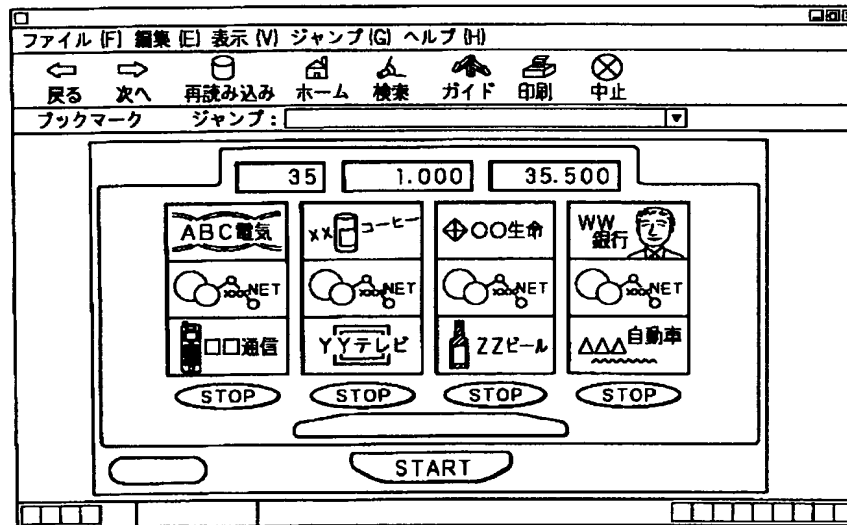 ファイル (F) 編集 (E) 表示 (V) ジャンプ (G) ヘルプ (H)
戻る 次へ 再読み込み ホーム 検索 ガイド 印刷 中止
ブックマーク ジャンプ :
35 1.000 35.500
ABC電気 ××コーヒー ○○生命 WW銀行
xxxNET xxxNET xxxNET xxxNET
□□通信 YYテレビ ZZビール △△△自動車
STOP STOP STOP STOP
START